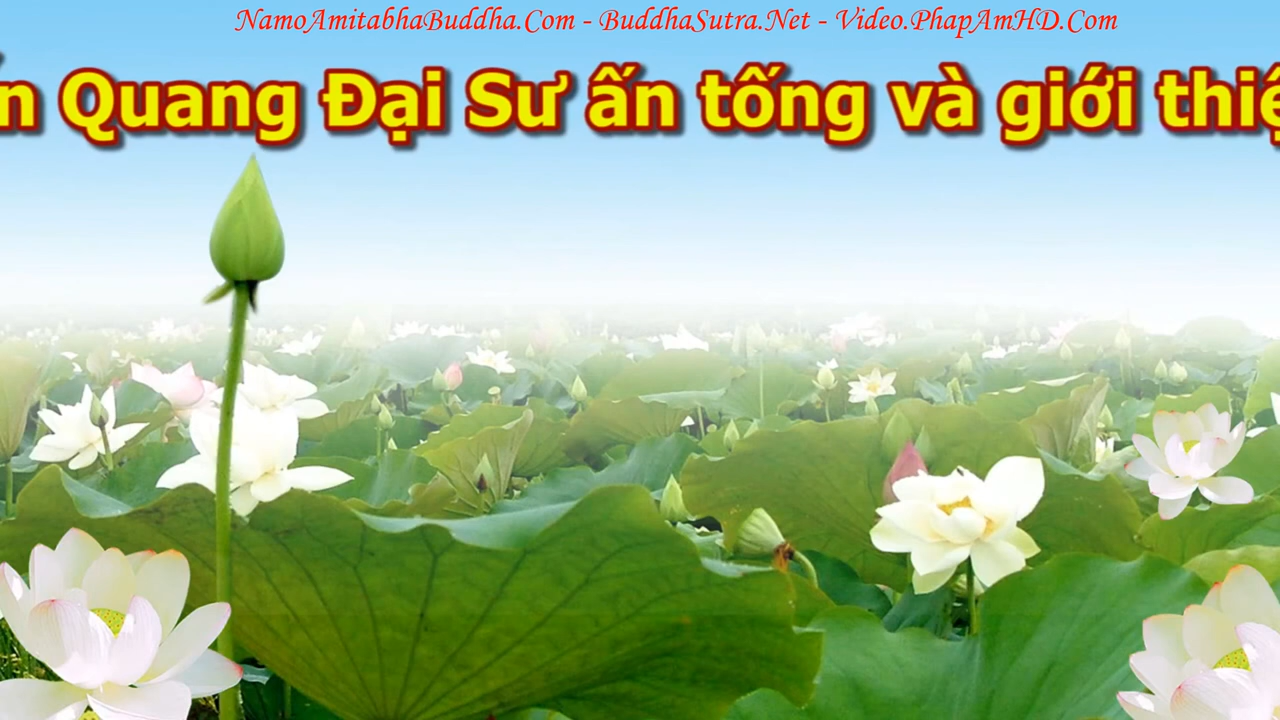 NamoAmitabhaBuddha.Com - BuddhaSutra.Net - Video.PhapAmHD.Com
Quang Đại Sư ấn tống và giới